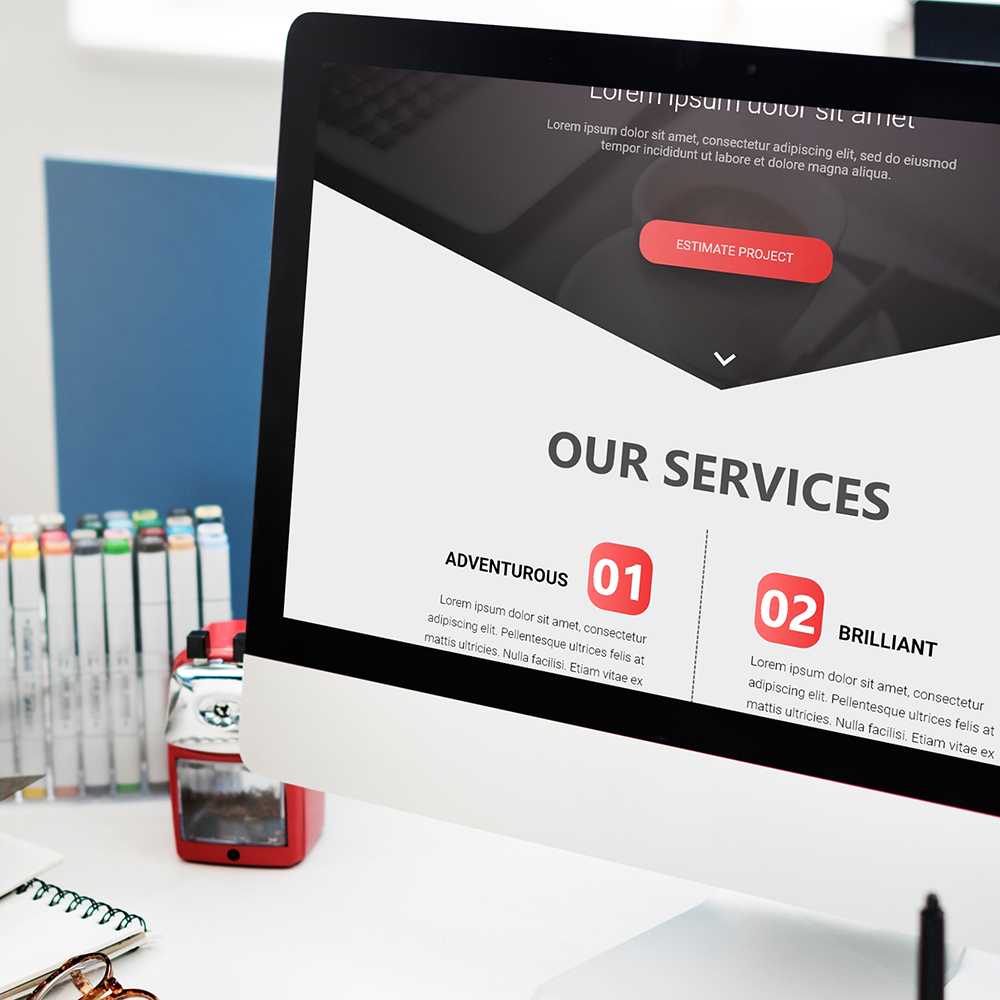 Lorem ipsum dolor sit amet
Lorem ipsum dolor sit amet, consectetur adipiscing elit, sed do eiusmod
tempor incididunt ut labore et dolore magna aliqua.
ESTIMATE PROJECT
OUR SERVICES
ADVENTUROUS
01
Lorem ipsum dolor sit amet, consectetur
adipiscing elit. Pellentesque ultrices felis at
mattis ultricies. Nulla facilisi. Etiam vitae ex
02
BRILLIANT
Lorem ipsum dolor sit amet, consectetur
adipiscing elit. Pellentesque ultrices felis at
mattis ultricies. Nulla facilisi. Etiam vitae ex